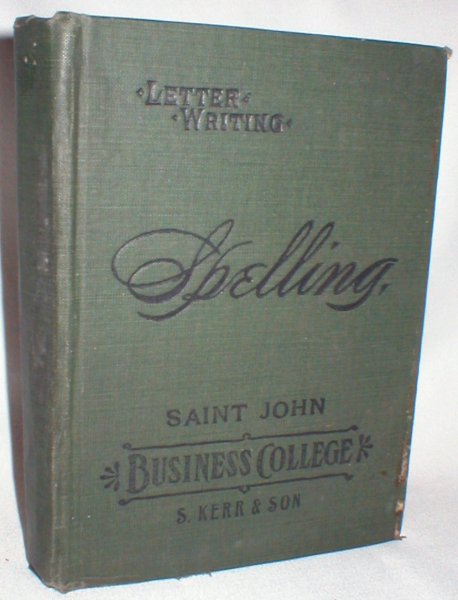 LETTER
WRITING
Spelling.
SAINT JOHN
BUSINESS COLLEGE
S. KERR & SON